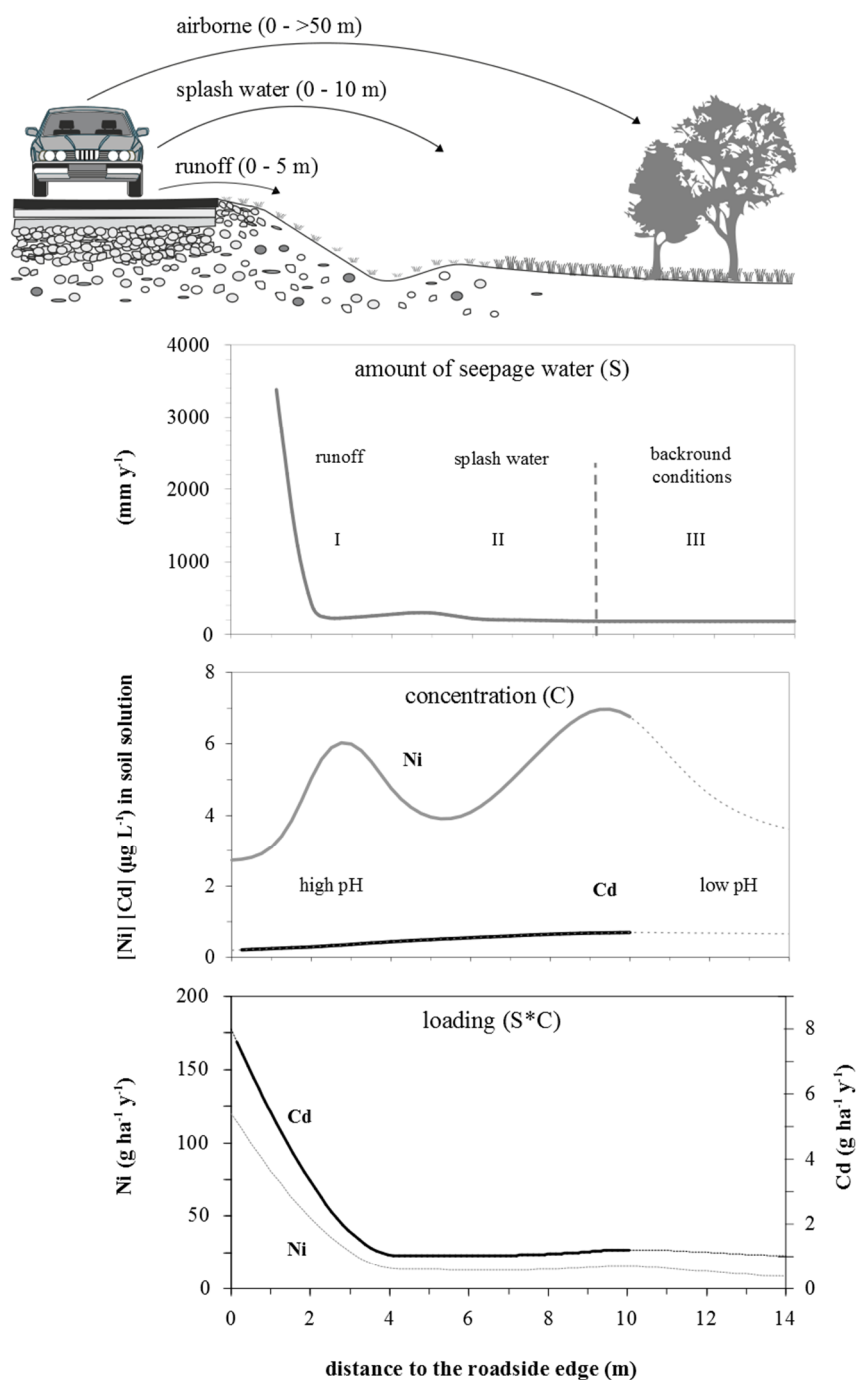 airborne (0 - >50 m)
splash water (0 - 10 m)
runoff (0 - 5 m)
amount of seepage water (S)
(mm y⁻¹)
4000
3000
2000
1000
0
runoff
splash water
backround
conditions
I
II
III
concentration (C)
[Ni] [Cd] (µg L⁻¹) in soil solution
8
6
4
2
0
Ni
high pH
Cd
low pH
loading (S*C)
Ni (g ha⁻¹ y⁻¹)
200
150
100
50
0
Cd
Ni
8
6
4
2
0
Cd (g ha⁻¹ y⁻¹)
0 2 4 6 8 10 12 14
distance to the roadside edge (m)